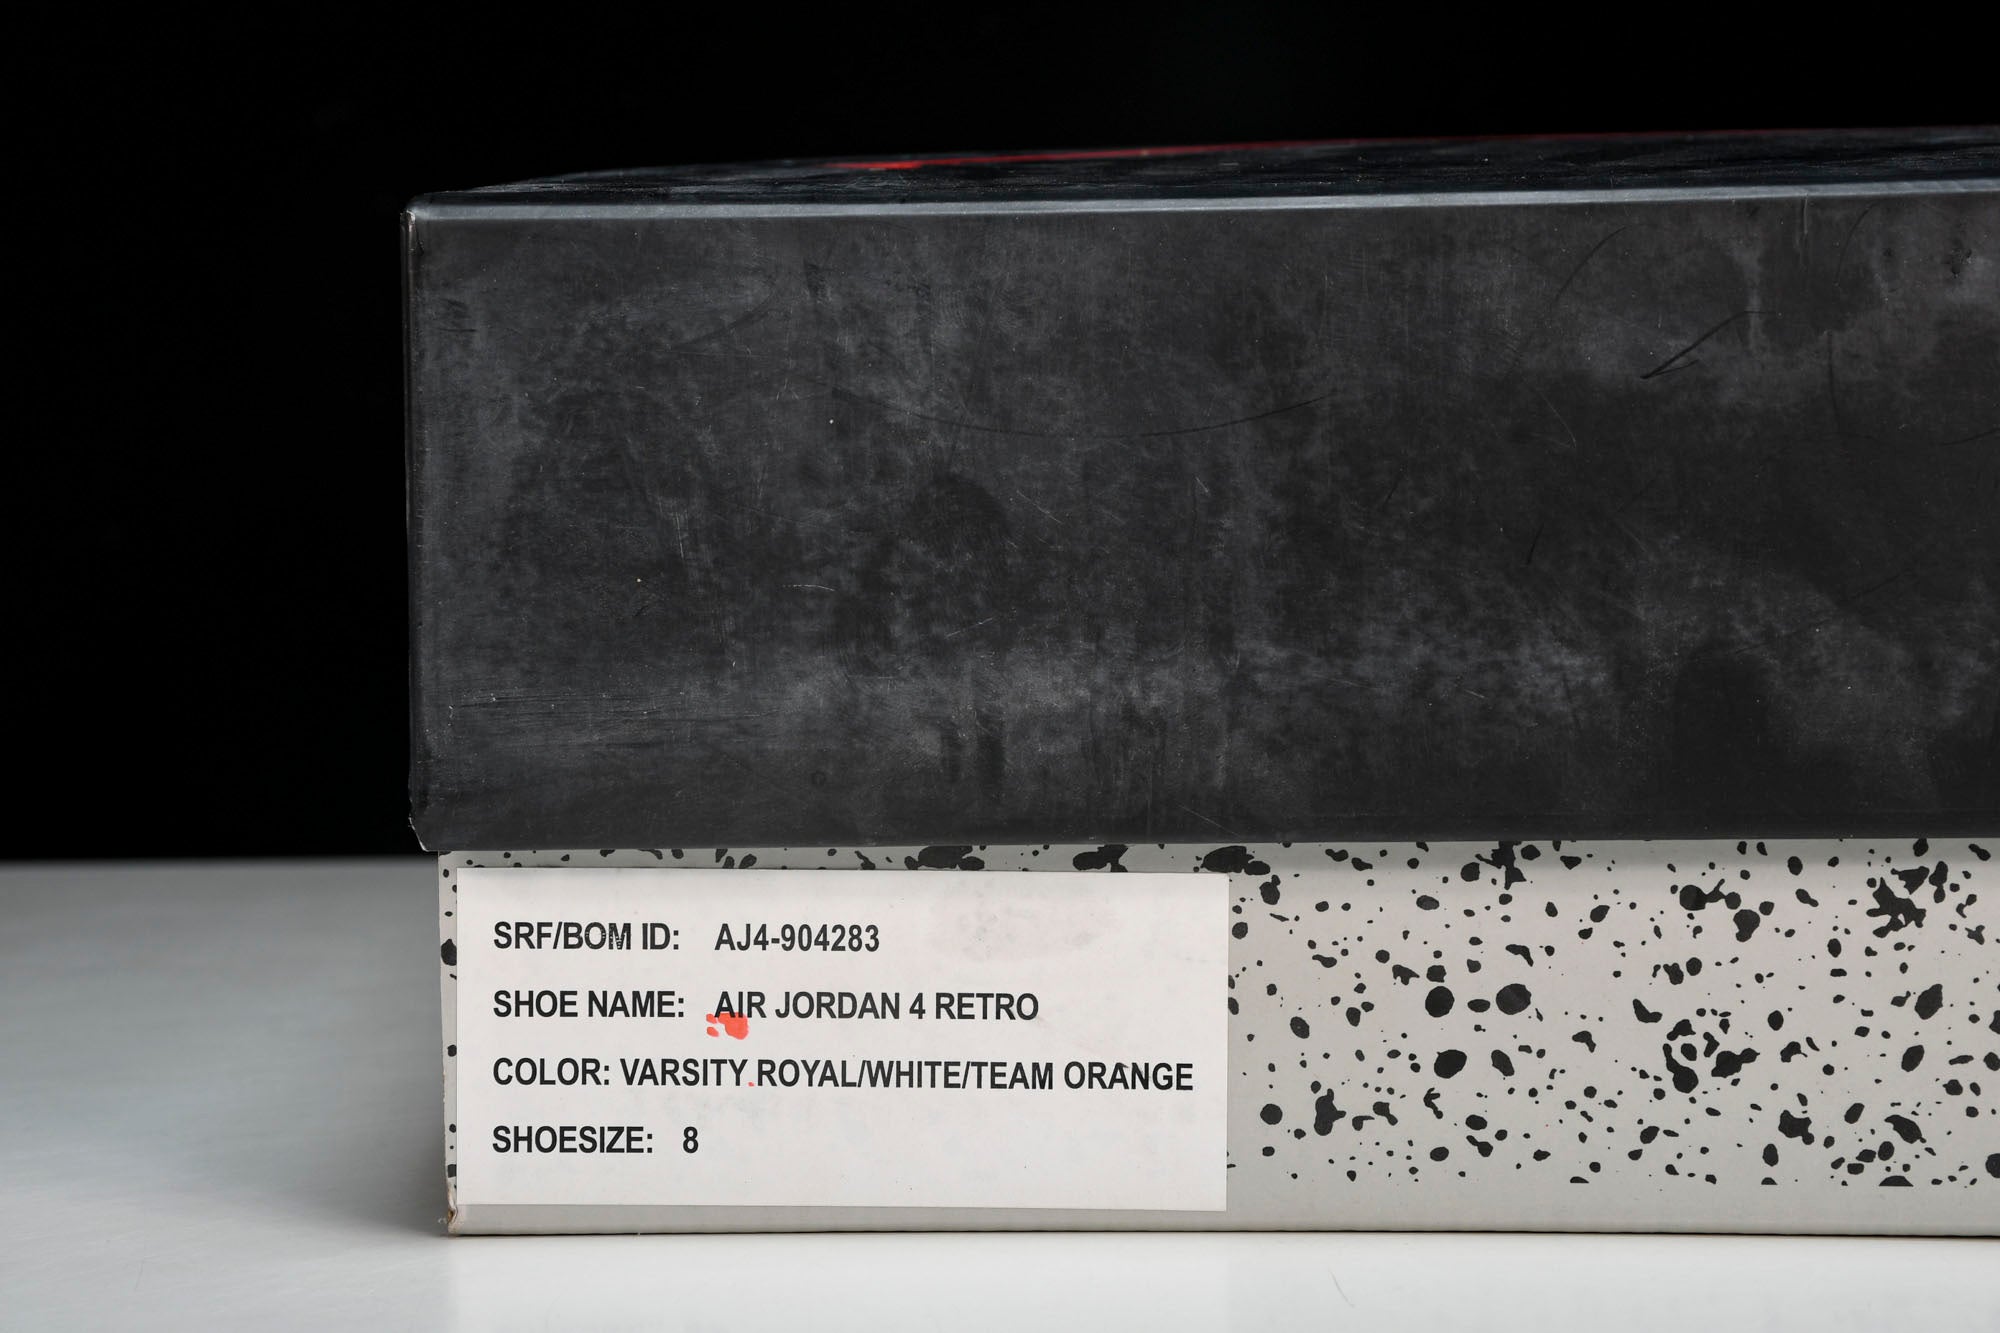 SRF/BOM ID: AJ4-904283
SHOE NAME: AIR JORDAN 4 RETRO
COLOR: VARSITY ROYAL/WHITE/TEAM ORANGE
SHOESIZE: 8